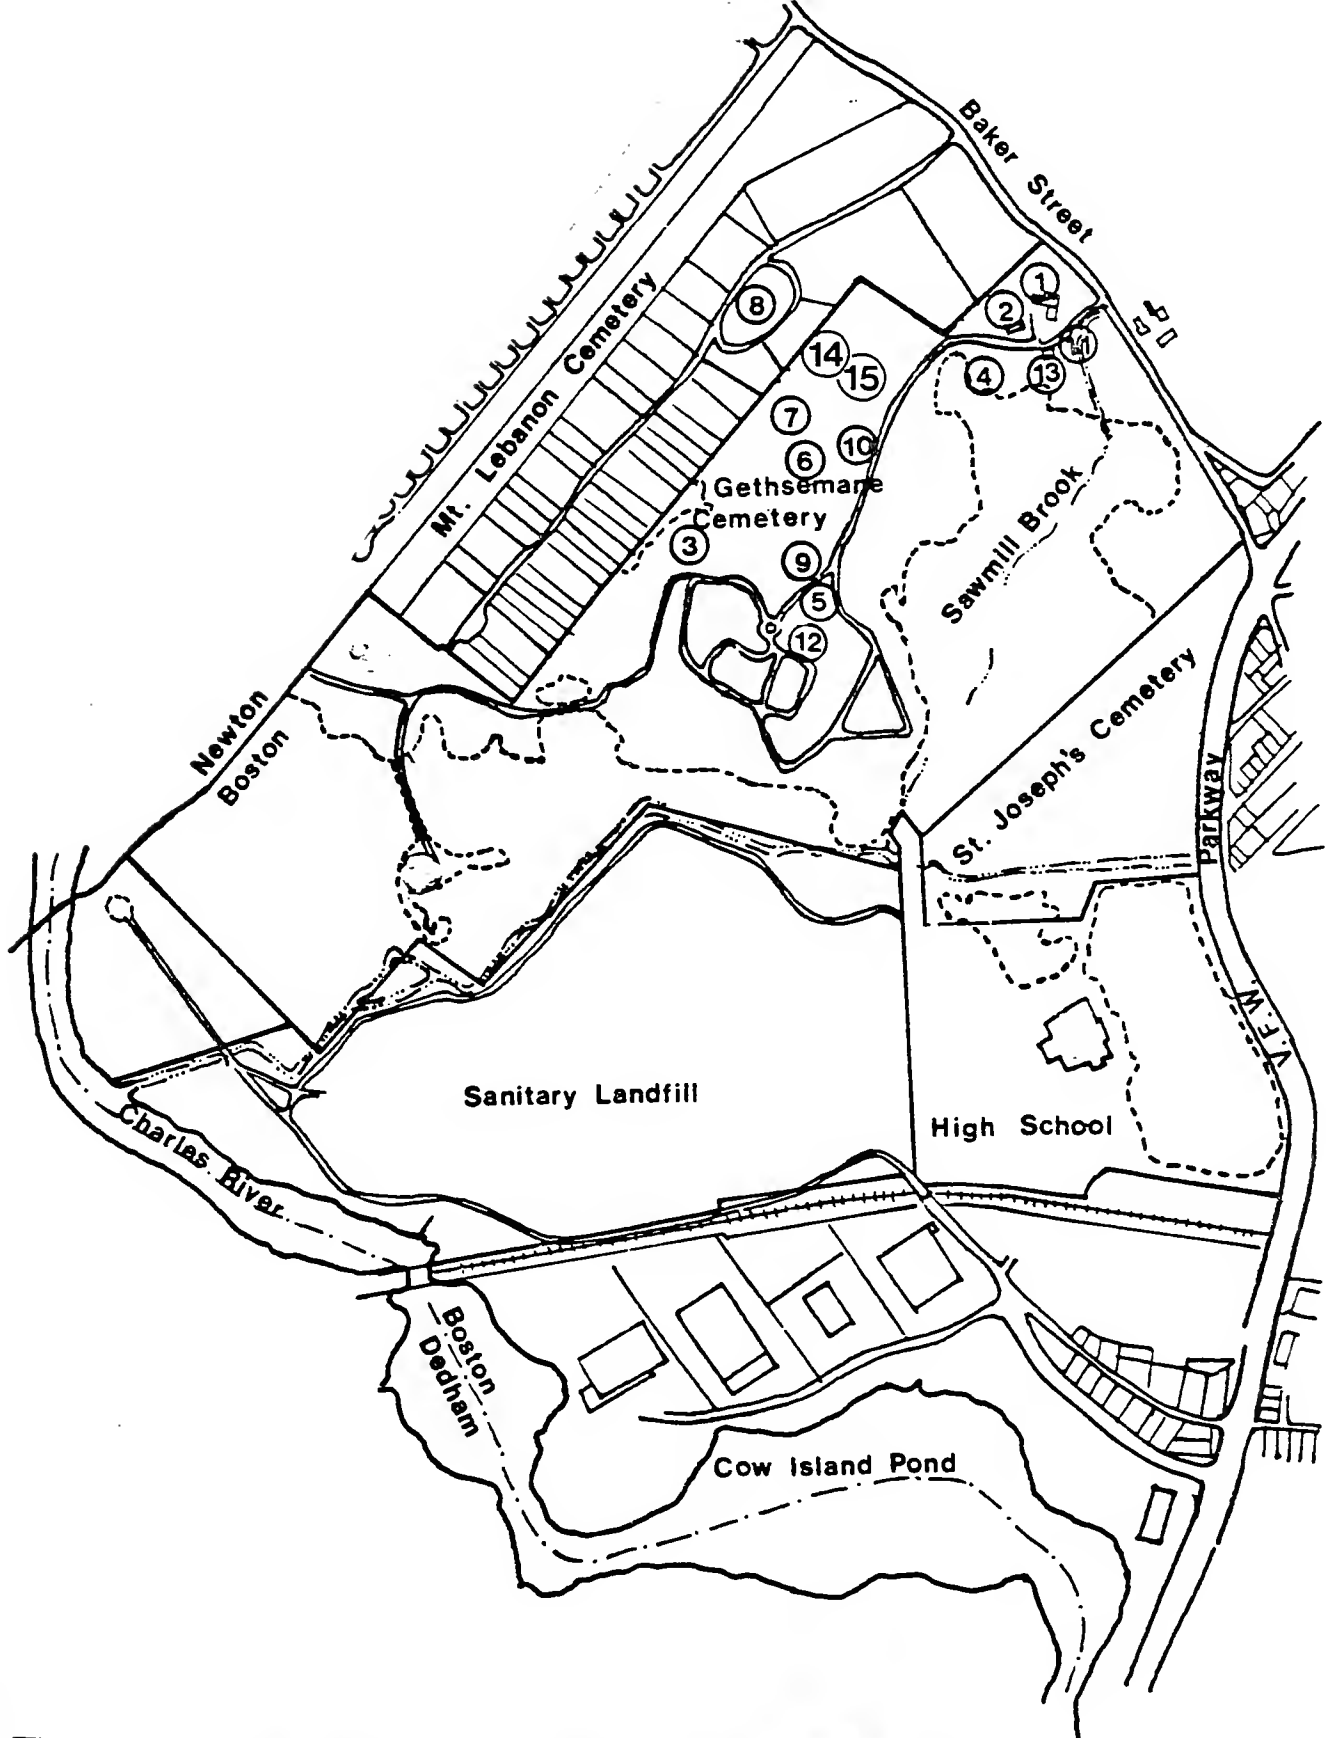 Baker Street
1
2
8
11
14
4
13
15
7
10
6
Mt. Lebanon Cemetery
Gethsemane
Cemetery
Sawmill Brook
3
9
5
12
Newton
Boston
St. Joseph's Cemetery
Parkway
V.F.W.
Sanitary Landfill
High School
Charles River
Boston
Dedham
Cow Island Pond